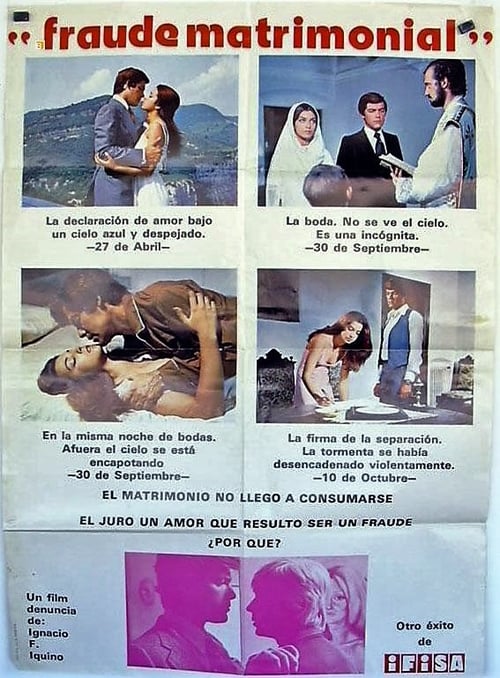 “fraude matrimonial”
La declaración de amor bajo
un cielo azul y despejado.
—27 de Abril—
La boda. No se ve el cielo.
Es una incógnita.
—30 de Septiembre—
En la misma noche de bodas.
Afuera el cielo se está
encapotando
—30 de Septiembre—
La firma de la separación.
La tormenta se había
desencadenado violentamente.
—10 de Octubre—
EL MATRIMONIO NO LLEGO A CONSUMARSE
EL JURO UN AMOR QUE RESULTO SER UN FRAUDE
¿POR QUE?
Un film
denuncia
de:
Ignacio
F.
Iquino
Otro éxito
de
iFiSA